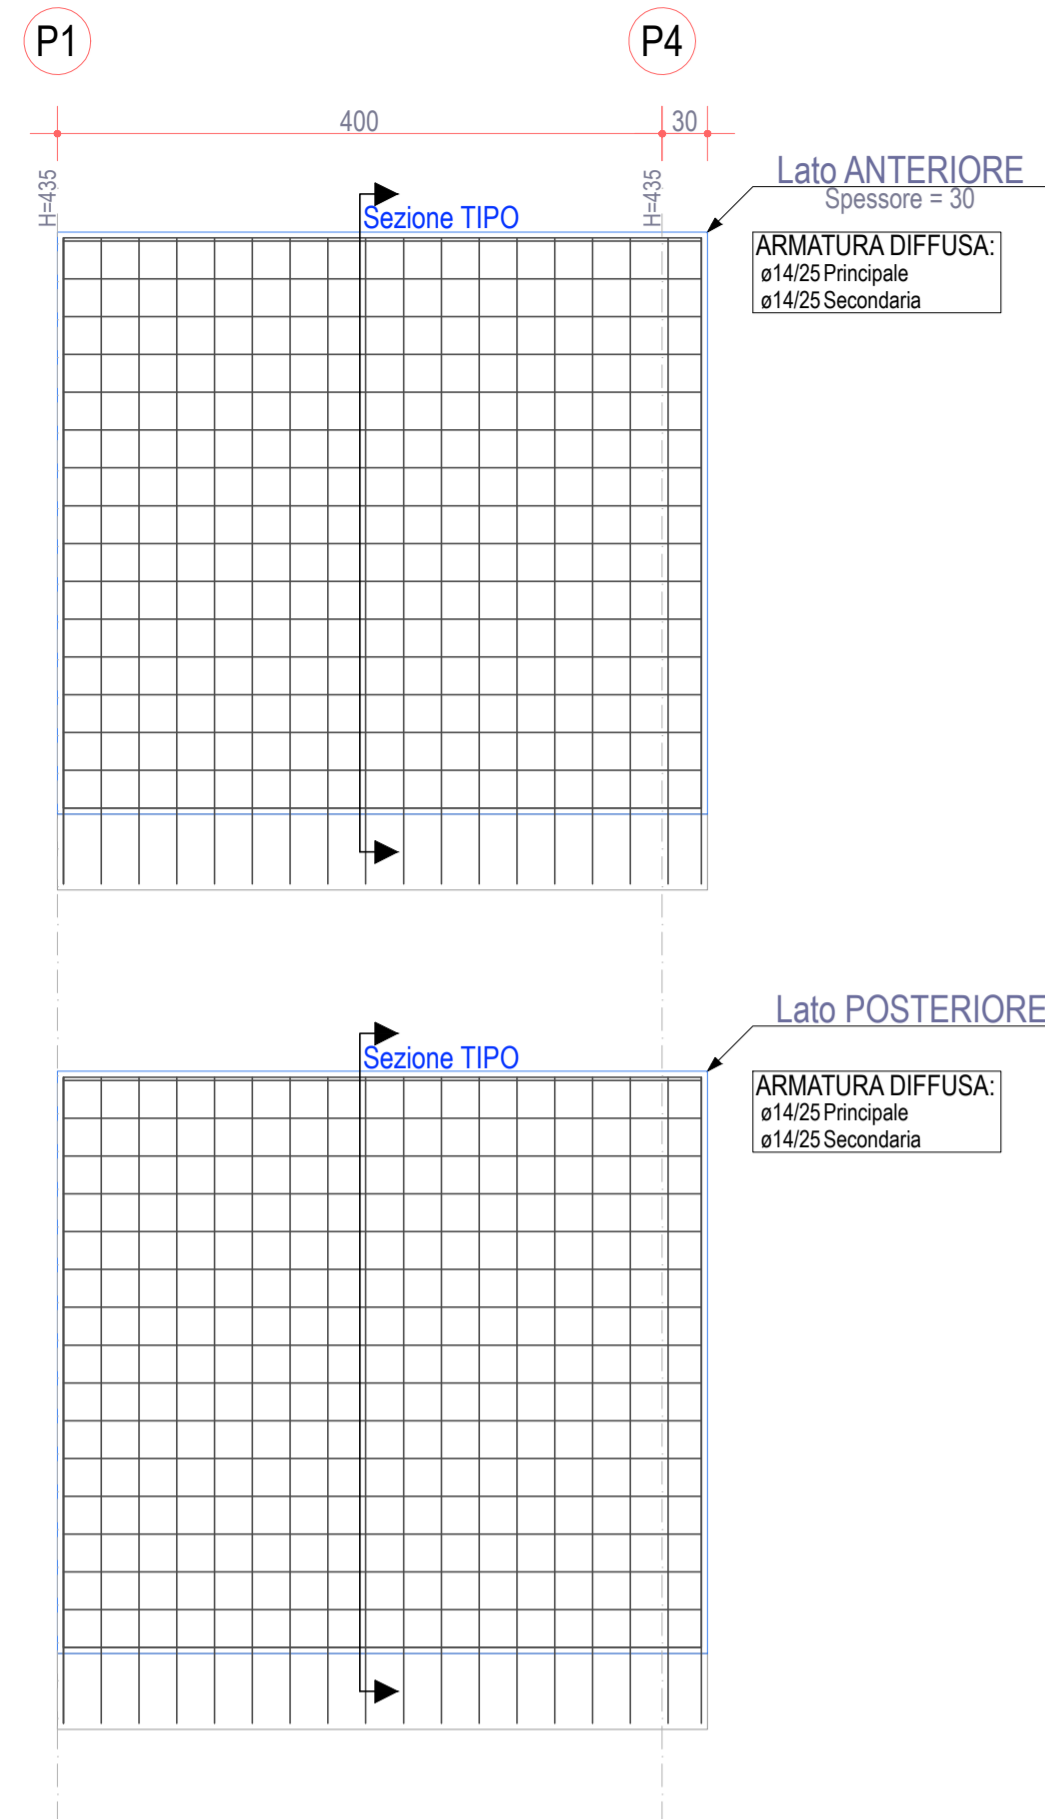 P1
P4
400
30
H=435
H=435
Lato ANTERIORE
Spessore = 30
Sezione TIPO
ARMATURA DIFFUSA:
ø14/25 Principale
ø14/25 Secondaria
Lato POSTERIORE
Sezione TIPO
ARMATURA DIFFUSA:
ø14/25 Principale
ø14/25 Secondaria